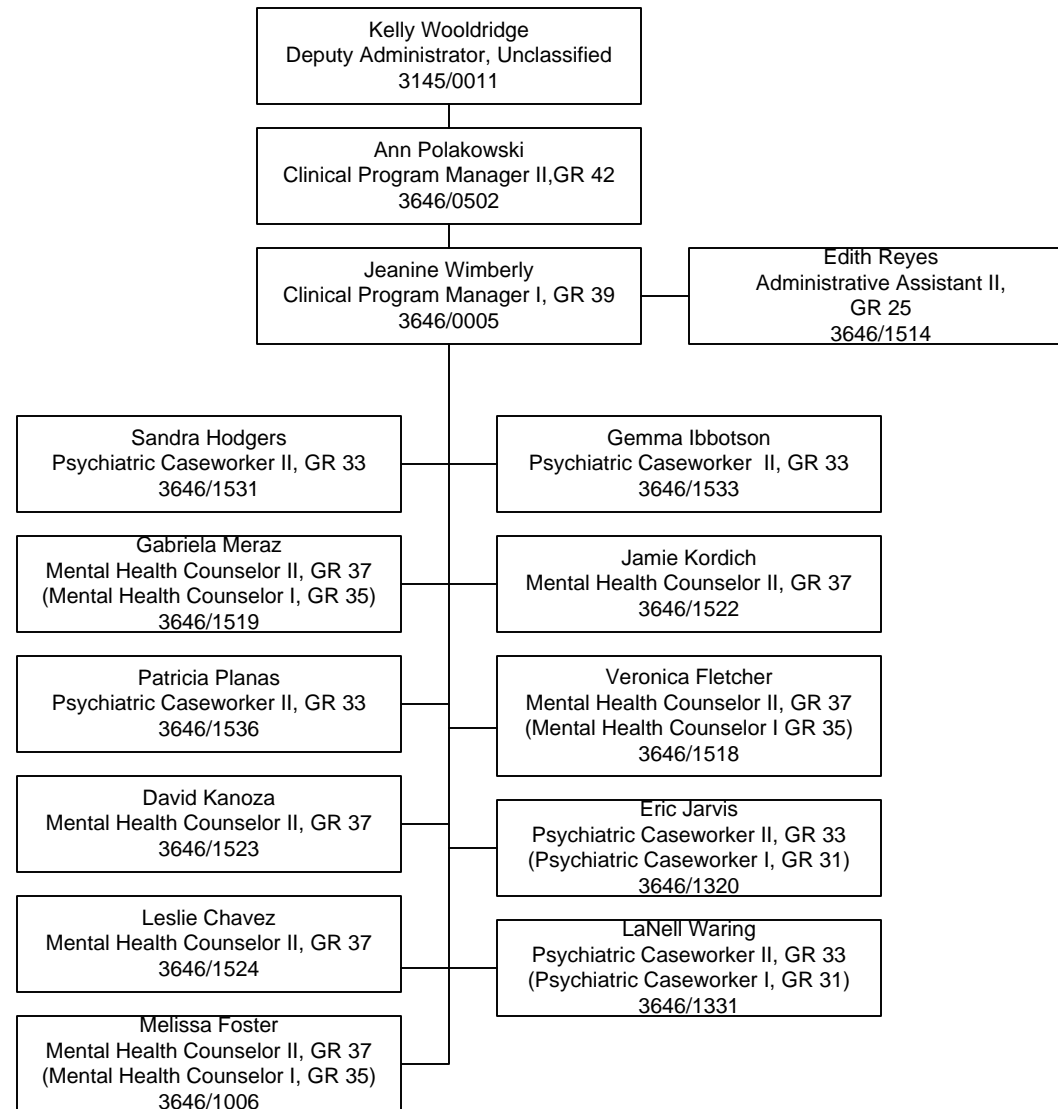 Kelly Wooldridge
Deputy Administrator, Unclassified
3145/0011
Ann Polakowski
Clinical Program Manager II,GR 42
3646/0502
Jeanine Wimberly
Clinical Program Manager I, GR 39
3646/0005
Edith Reyes
Administrative Assistant II,
GR 25
3646/1514
Sandra Hodgers
Psychiatric Caseworker II, GR 33
3646/1531
Gemma Ibbotson
Psychiatric Caseworker  II, GR 33
3646/1533
Gabriela Meraz
Mental Health Counselor II, GR 37
(Mental Health Counselor I, GR 35)
3646/1519
Jamie Kordich
Mental Health Counselor II, GR 37
3646/1522
Patricia Planas
Psychiatric Caseworker II, GR 33
3646/1536
Veronica Fletcher
Mental Health Counselor II, GR 37
(Mental Health Counselor I GR 35)
3646/1518
David Kanoza
Mental Health Counselor II, GR 37
3646/1523
Eric Jarvis
Psychiatric Caseworker II, GR 33
(Psychiatric Caseworker I, GR 31)
3646/1320
Leslie Chavez
Mental Health Counselor II, GR 37
3646/1524
LaNell Waring
Psychiatric Caseworker II, GR 33
(Psychiatric Caseworker I, GR 31)
3646/1331
Melissa Foster
Mental Health Counselor II, GR 37
(Mental Health Counselor I, GR 35)
3646/1006